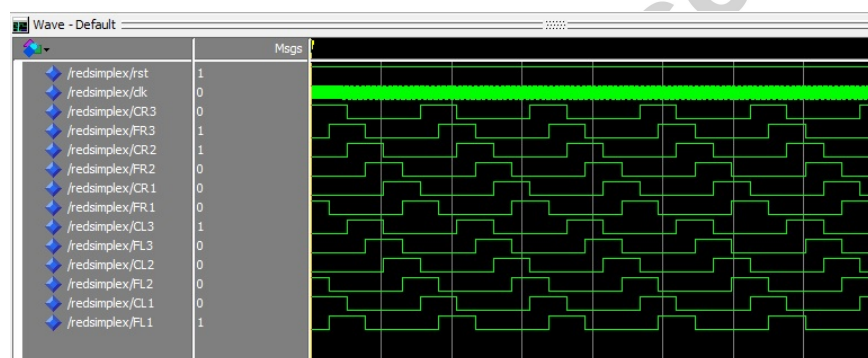 Wave - Default
Msgs
/redsimplex/rst 1
/redsimplex/clk 0
/redsimplex/CR3 0
/redsimplex/FR3 1
/redsimplex/CR2 1
/redsimplex/FR2 0
/redsimplex/CR1 0
/redsimplex/FR1 0
/redsimplex/CL3 1
/redsimplex/FL3 0
/redsimplex/CL2 0
/redsimplex/FL2 0
/redsimplex/CL1 0
/redsimplex/FL1 1